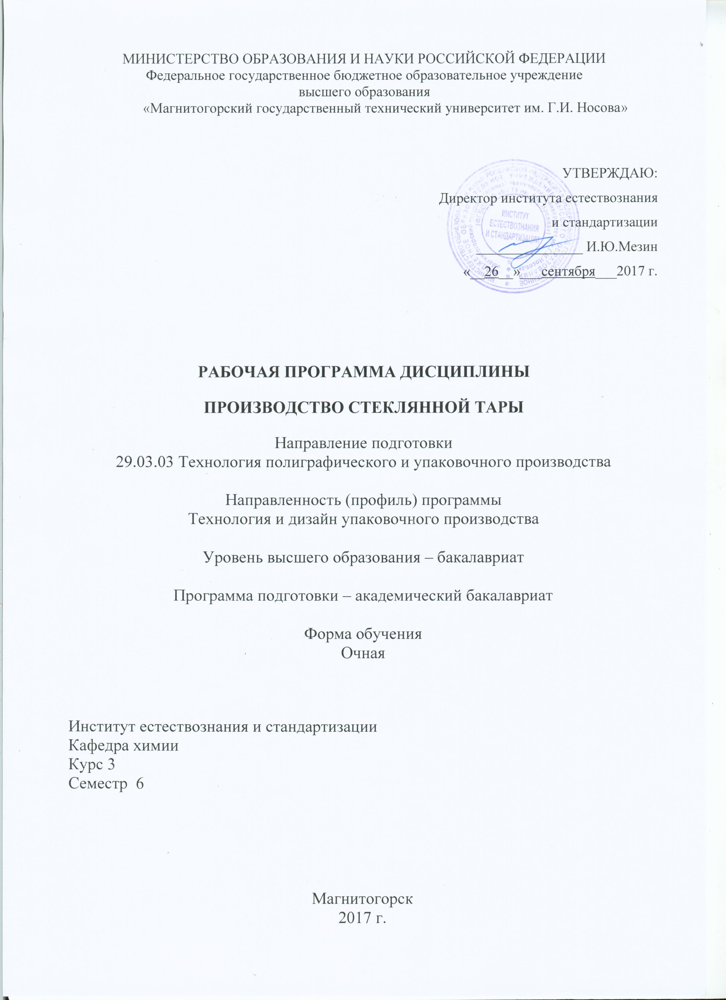 МИНИСТЕРСТВО ОБРАЗОВАНИЯ И НАУКИ РОССИЙСКОЙ ФЕДЕРАЦИИ
Федеральное государственное бюджетное образовательное учреждение
высшего образования
«Магнитогорский государственный технический университет им. Г.И. Носова»
УТВЕРЖДАЮ:
Директор института естествознания
и стандартизации
_______________ И.Ю.Мезин
«__26__»___сентября___2017 г.
ИНСТИТУТ
ЕСТЕСТВОЗНАНИЯ
И СТАНДАРТИЗАЦИИ
РАБОЧАЯ ПРОГРАММА ДИСЦИПЛИНЫ
ПРОИЗВОДСТВО СТЕКЛЯННОЙ ТАРЫ
Направление подготовки
29.03.03 Технология полиграфического и упаковочного производства
Направленность (профиль) программы
Технология и дизайн упаковочного производства
Уровень высшего образования – бакалавриат
Программа подготовки – академический бакалавриат
Форма обучения
Очная
Институт естествознания и стандартизации
Кафедра химии
Курс 3
Семестр 6
Магнитогорск
2017 г.